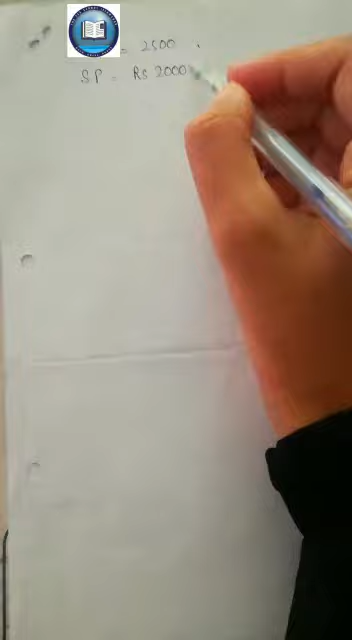 = 2500
SP = Rs 2000